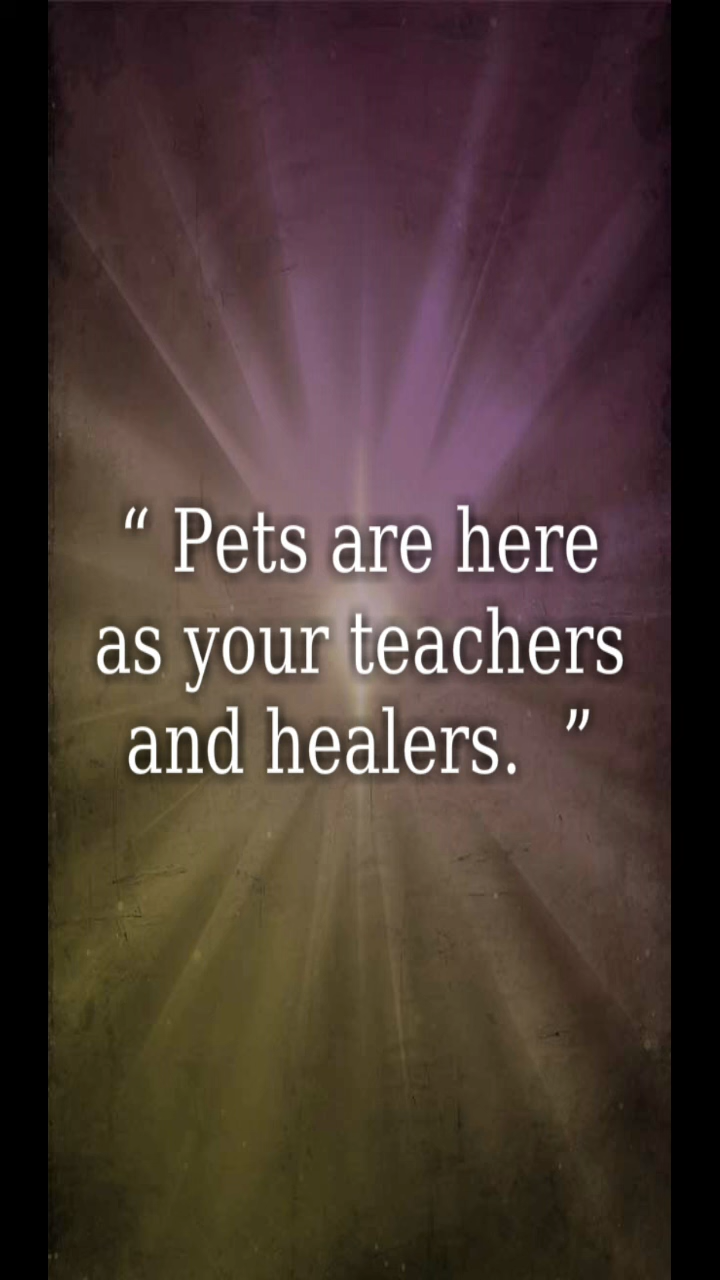 “ Pets are here
as your teachers
and healers. ”